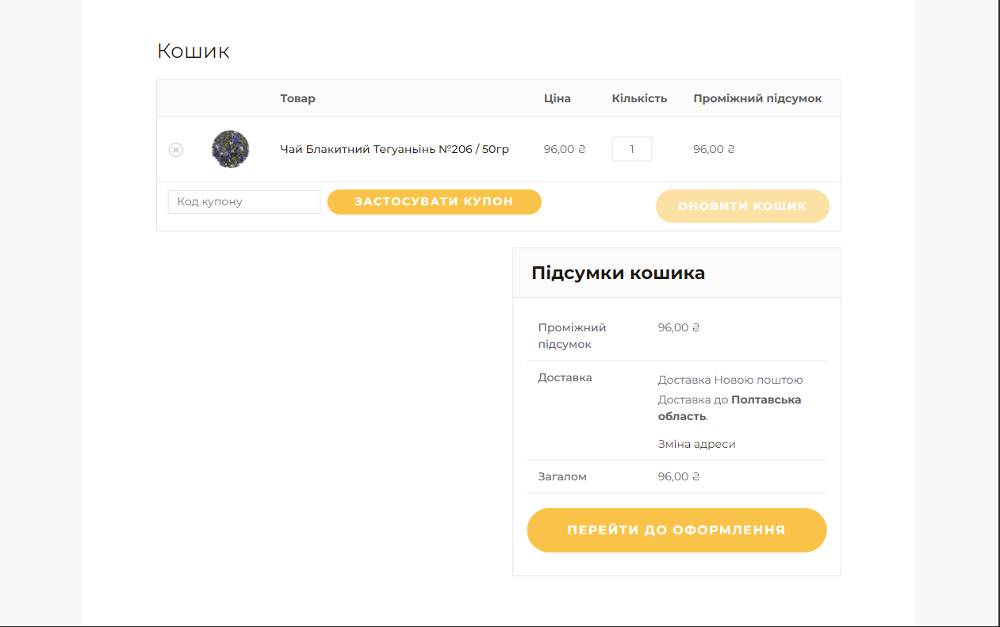 Кошик
Товар Ціна Кількість Проміжний підсумок
Чай Блакитний Тегуаньінь №206 / 50гр 96,00 ₴ 1 96,00 ₴
Код купону ЗАСТОСУВАТИ КУПОН ОНОВИТИ КОШИК
Підсумки кошика
Проміжний 96,00 ₴
підсумок
Доставка Доставка Новою поштою
Доставка до Полтавська
область.
Зміна адреси
Загалом 96,00 ₴
ПЕРЕЙТИ ДО ОФОРМЛЕННЯ